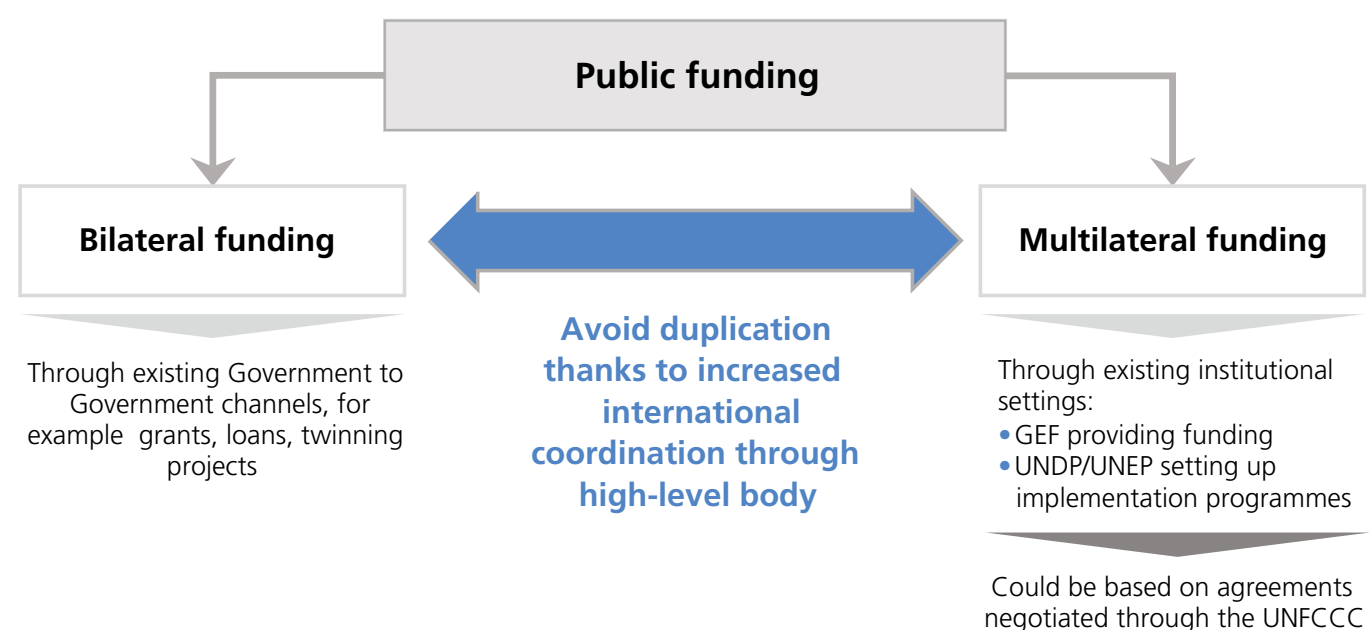 Public funding
Bilateral funding
Multilateral funding
Avoid duplication
thanks to increased
international
coordination through
high-level body
Through existing Government to
Government channels, for
example grants, loans, twinning
projects
Through existing institutional
settings:
• GEF providing funding
• UNDP/UNEP setting up
implementation programmes
Could be based on agreements
negotiated through the UNFCCC